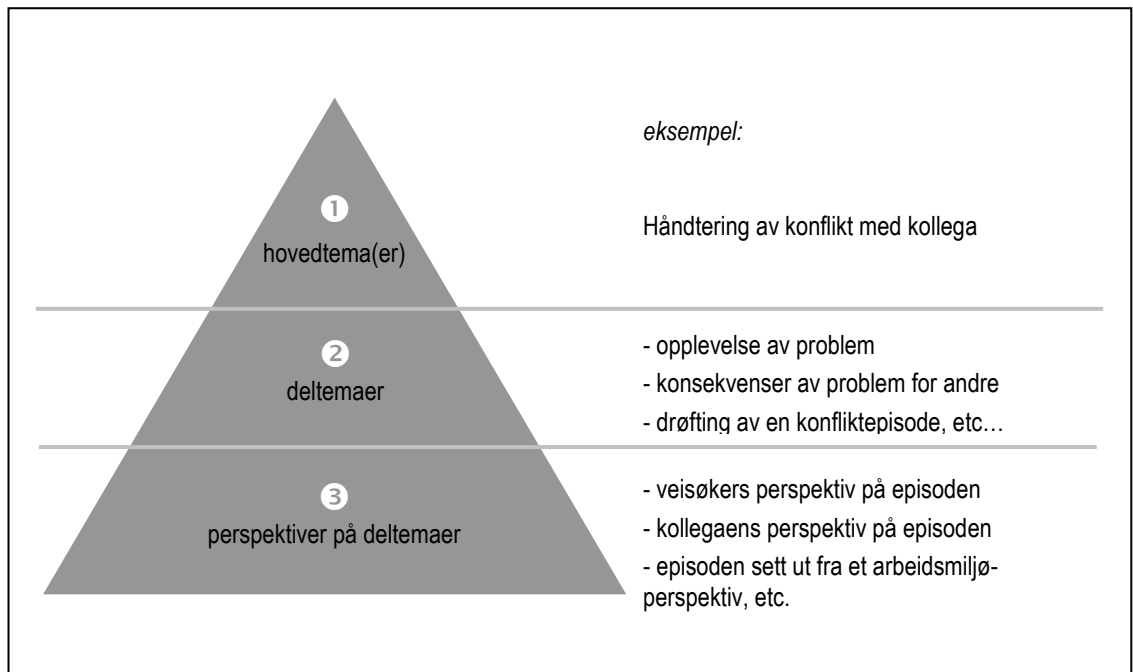 eksempel:
❶
hovedtema(er)
Håndtering av konflikt med kollega
❷
deltemaer
- opplevelse av problem
- konsekvenser av problem for andre
- drøfting av en konfliktepisode, etc…
❸
perspektiver på deltemaer
- veisøkers perspektiv på episoden
- kollegaens perspektiv på episoden
- episoden sett ut fra et arbeidsmiljø-
perspektiv, etc.